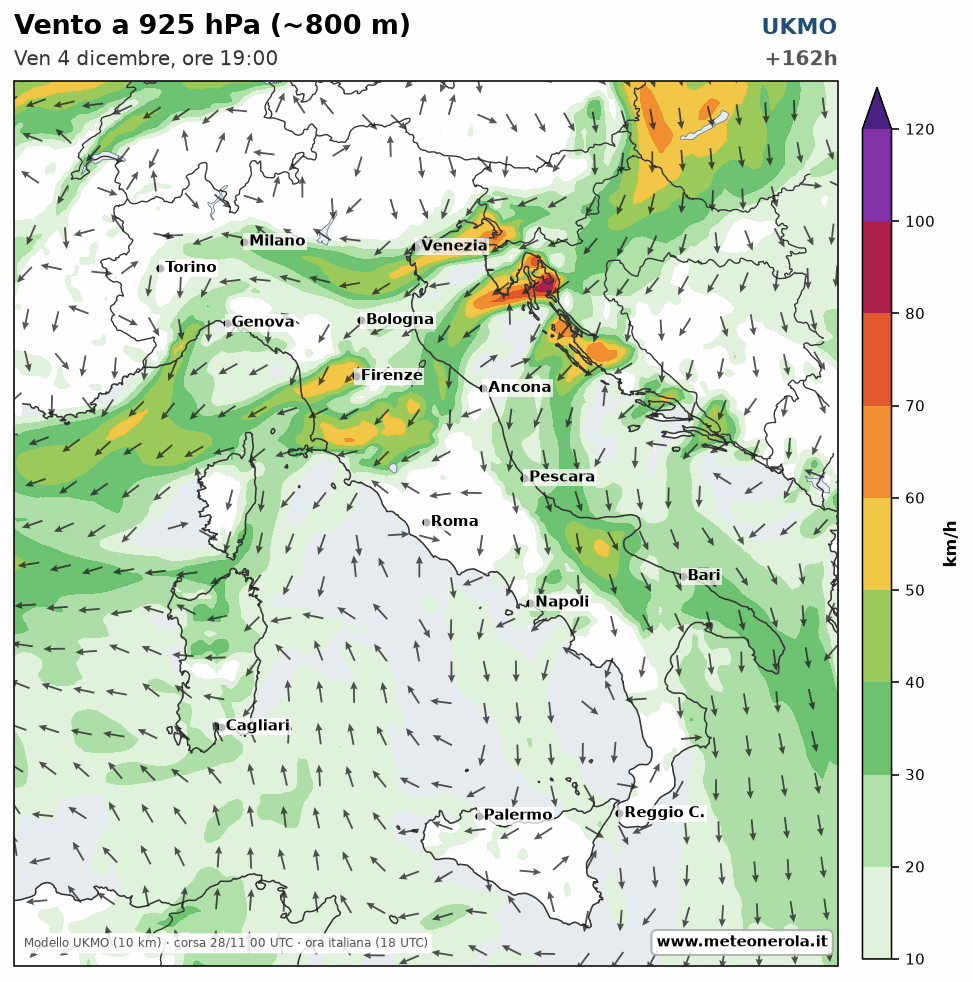 Vento a 925 hPa (~800 m)
UKMO
Ven 4 dicembre, ore 19:00
+162h
120
100
80
70
60
50
40
30
20
10
km/h
Milano
Venezia
Torino
Genova
Bologna
Firenze
Ancona
Pescara
Roma
Bari
Napoli
Cagliari
Palermo
Reggio C.
Modello UKMO (10 km) · corsa 28/11 00 UTC · ora italiana (18 UTC)
www.meteonerola.it